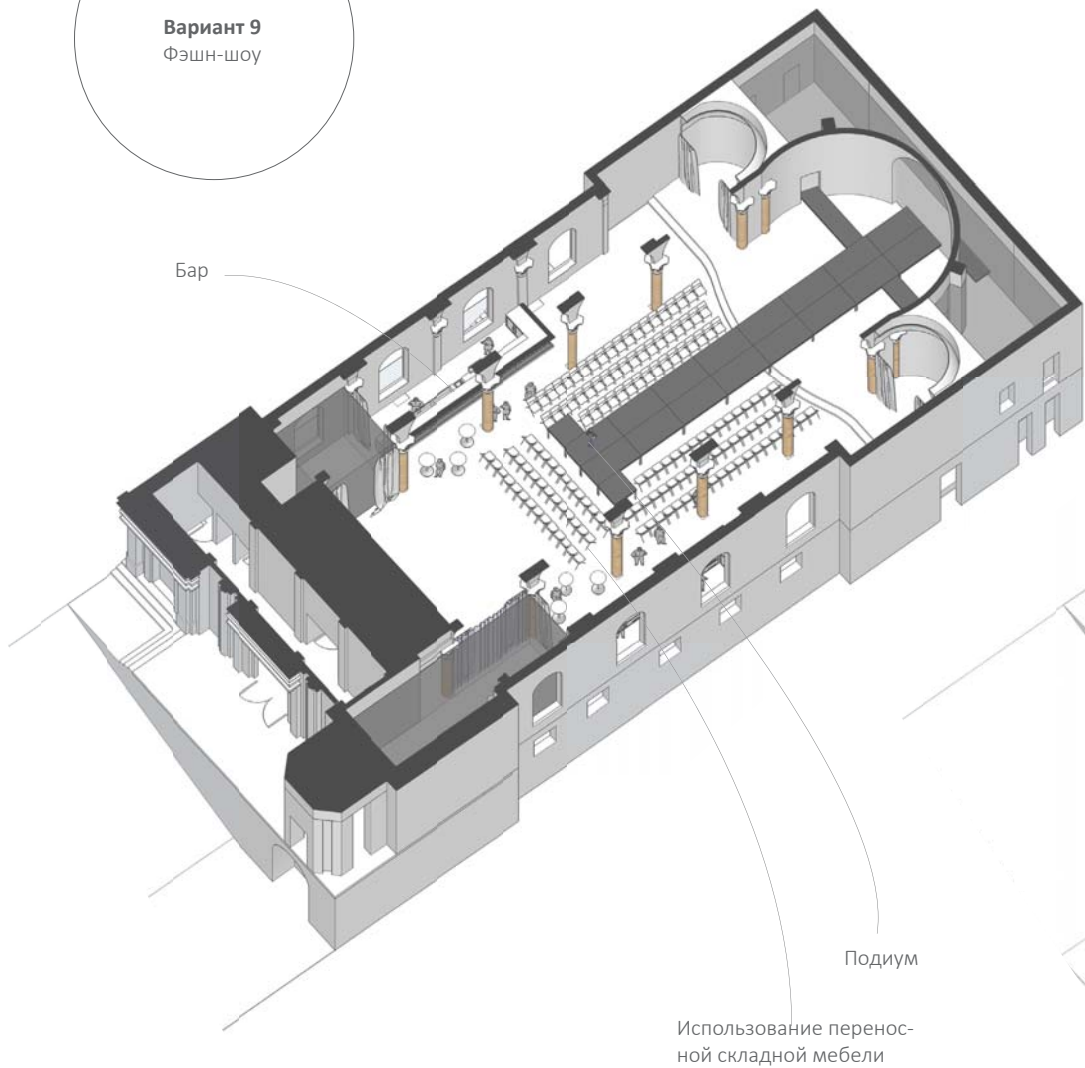 Вариант 9
Фэшн-шоу
Бар
Подиум
Использование перенос-
ной складной мебели